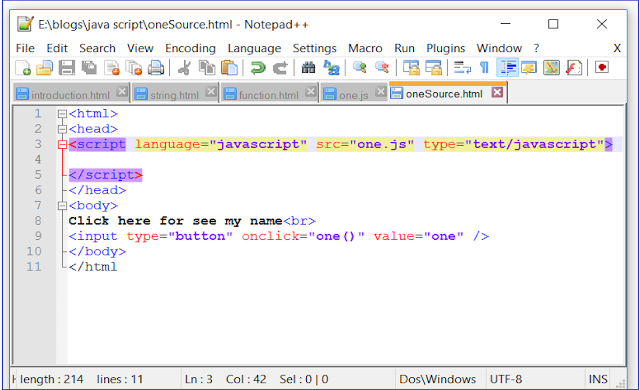 E:\blogs\java script\oneSource.html - Notepad++
File Edit Search View Encoding Language Settings Macro Run Plugins Window ? X
introduction.html string.html function.html one.js oneSource.html
1 <html>
2 <head>
3 <script language="javascript" src="one.js" type="text/javascript">
4
5 </script>
6 </head>
7 <body>
8 Click here for see my name<br>
9 <input type="button" onclick="one()" value="one" />
10 </body>
11 </html
length : 214 lines : 11 Ln : 3 Col : 42 Sel : 0 | 0 Dos\Windows UTF-8 INS